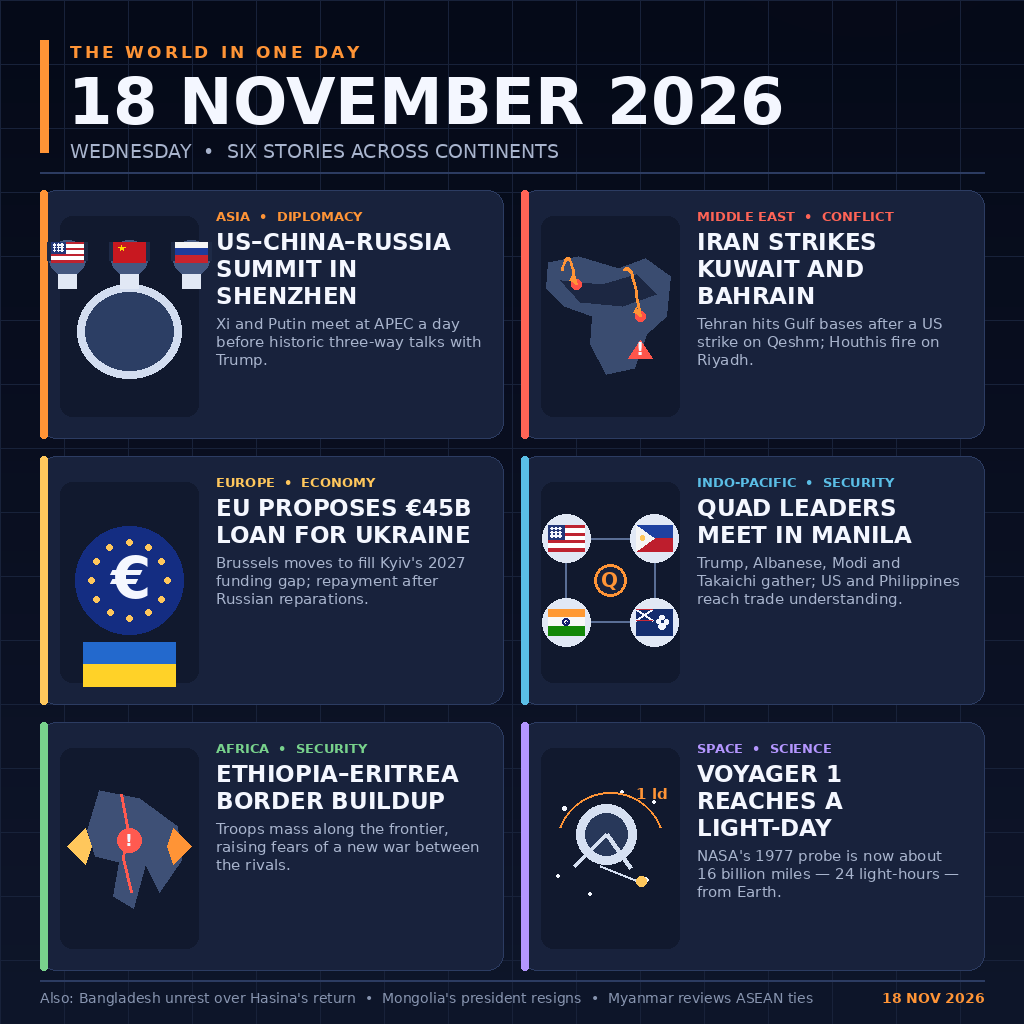 THE WORLD IN ONE DAY
18 NOVEMBER 2026
WEDNESDAY • SIX STORIES ACROSS CONTINENTS
ASIA • DIPLOMACY
US–CHINA–RUSSIA
SUMMIT IN
SHENZHEN
Xi and Putin meet at APEC a day
before historic three-way talks with
Trump.
MIDDLE EAST • CONFLICT
IRAN STRIKES
KUWAIT AND
BAHRAIN
Tehran hits Gulf bases after a US
strike on Qeshm; Houthis fire on
Riyadh.
!
EUROPE • ECONOMY
EU PROPOSES €45B
LOAN FOR UKRAINE
Brussels moves to fill Kyiv's 2027
funding gap; repayment after
Russian reparations.
€
INDO-PACIFIC • SECURITY
QUAD LEADERS
MEET IN MANILA
Trump, Albanese, Modi and
Takaichi gather; US and Philippines
reach trade understanding.
Q
AFRICA • SECURITY
ETHIOPIA–ERITREA
BORDER BUILDUP
Troops mass along the frontier,
raising fears of a new war between
the rivals.
!
SPACE • SCIENCE
VOYAGER 1
REACHES A
LIGHT-DAY
NASA's 1977 probe is now about
16 billion miles — 24 light-hours —
from Earth.
1 ld
Also: Bangladesh unrest over Hasina's return • Mongolia's president resigns • Myanmar reviews ASEAN ties
18 NOV 2026